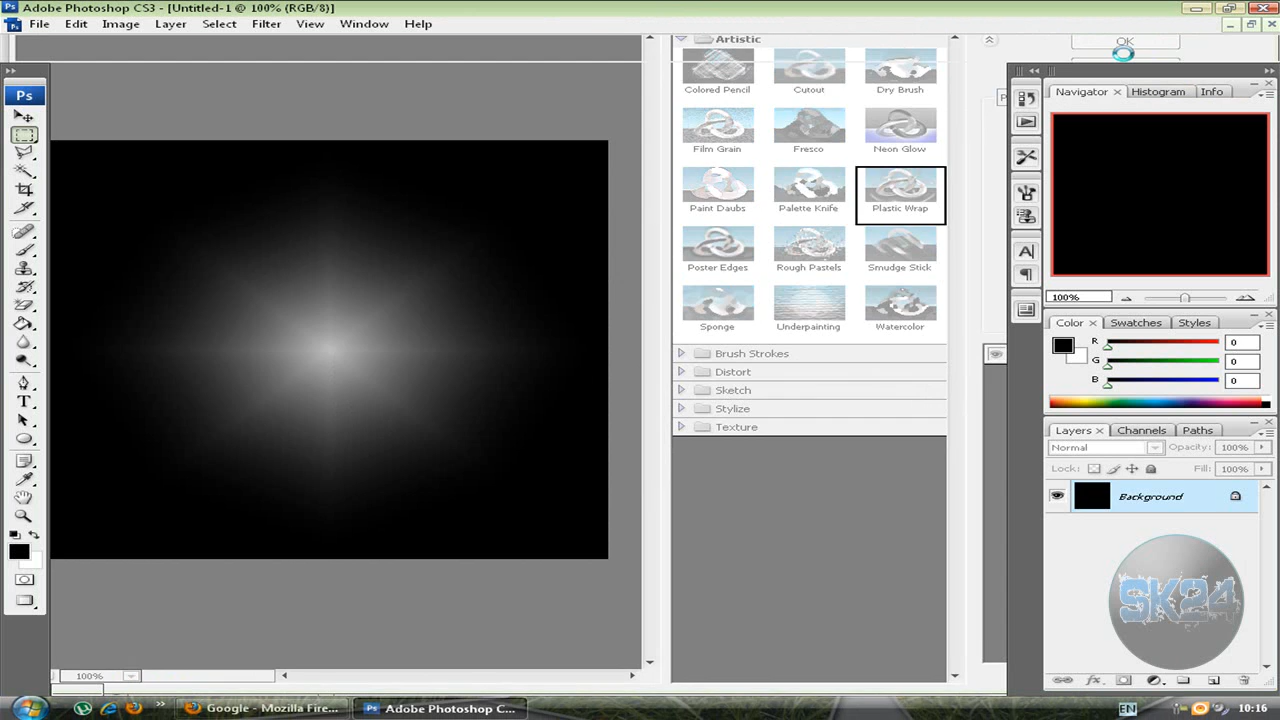 Adobe Photoshop CS3 - [Untitled-1 @ 100% (RGB/8)]
File Edit Image Layer Select Filter View Window Help
Artistic
OK
Colored Pencil Cutout Dry Brush
Film Grain Fresco Neon Glow
Paint Daubs Palette Knife Plastic Wrap
Poster Edges Rough Pastels Smudge Stick
Sponge Underpainting Watercolor
Brush Strokes
Distort
Sketch
Stylize
Texture
Ps
Navigator Histogram Info
100%
Color Swatches Styles
R 0
G 0
B 0
Layers Channels Paths
Normal Opacity: 100%
Lock: Fill: 100%
Background
SK24
100%
Google - Mozilla Fire...
Ps Adobe Photoshop C...
EN
10:16